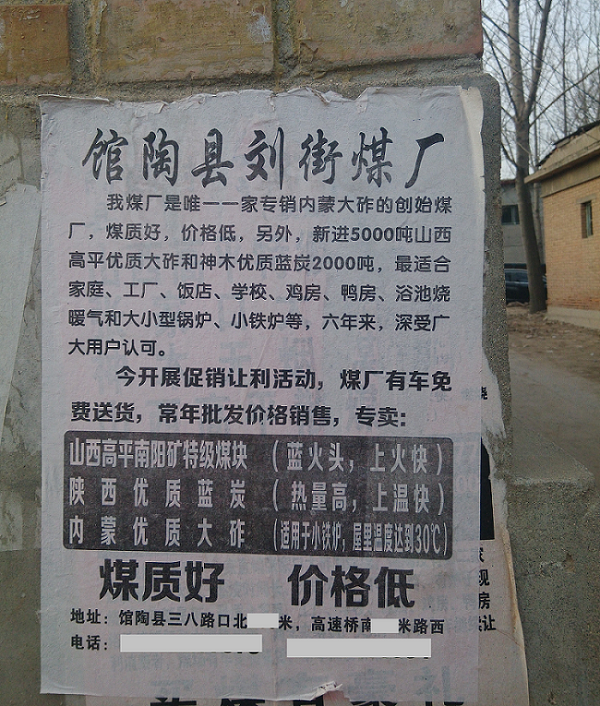 馆陶县刘街煤厂
我煤厂是唯一一家专销内蒙大砟的创始煤
厂，煤质好，价格低，另外，新进5000吨山西
高平优质大砟和神木优质蓝炭2000吨，最适合
家庭、工厂、饭店、学校、鸡房、鸭房、浴池烧
暖气和大小型锅炉、小铁炉等，六年来，深受广
大用户认可。
今开展促销让利活动，煤厂有车免
费送货，常年批发价格销售，专卖：
山西高平南阳矿特级煤块（蓝火头，上火快）
陕西优质蓝炭（热量高，上温快）
内蒙优质大砟（适用于小铁炉，屋里温度达到30℃）
煤质好 价格低
地址：馆陶县三八路口北 米，高速桥南 米路西
电话：